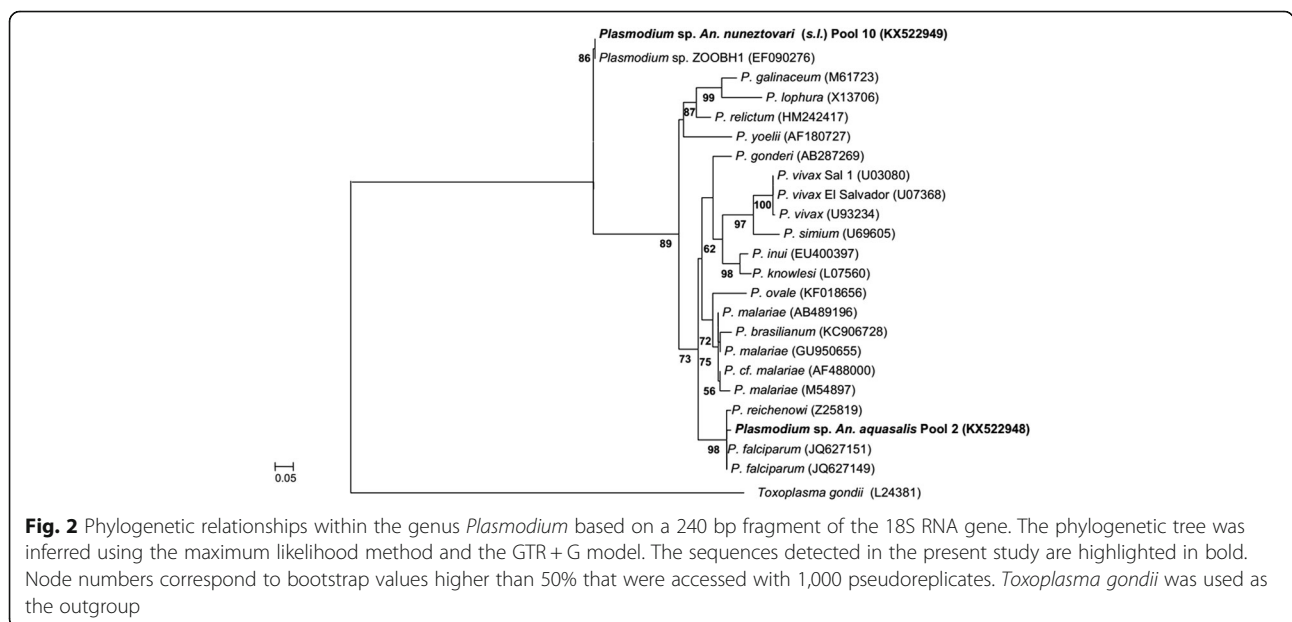 Plasmodium sp. An. nuneztovari (s.l.) Pool 10 (KX522949)
86
Plasmodium sp. ZOOBH1 (EF090276)
P. galinaceum (M61723)
99
P. lophura (X13706)
87
P. relictum (HM242417)
P. yoelii (AF180727)
P. gonderi (AB287269)
P. vivax Sal 1 (U03080)
100
P. vivax El Salvador (U07368)
P. vivax (U93234)
97
P. simium (U69605)
89
62
P. inui (EU400397)
98
P. knowlesi (L07560)
P. ovale (KF018656)
P. malariae (AB489196)
P. brasilianum (KC906728)
72
P. malariae (GU950655)
73
75
P. cf. malariae (AF488000)
56
P. malariae (M54897)
P. reichenowi (Z25819)
Plasmodium sp. An. aquasalis Pool 2 (KX522948)
98
P. falciparum (JQ627151)
P. falciparum (JQ627149)
0.05
Toxoplasma gondii (L24381)
Fig. 2 Phylogenetic relationships within the genus Plasmodium based on a 240 bp fragment of the 18S RNA gene. The phylogenetic tree was
inferred using the maximum likelihood method and the GTR + G model. The sequences detected in the present study are highlighted in bold.
Node numbers correspond to bootstrap values higher than 50% that were accessed with 1,000 pseudoreplicates. Toxoplasma gondii was used as
the outgroup